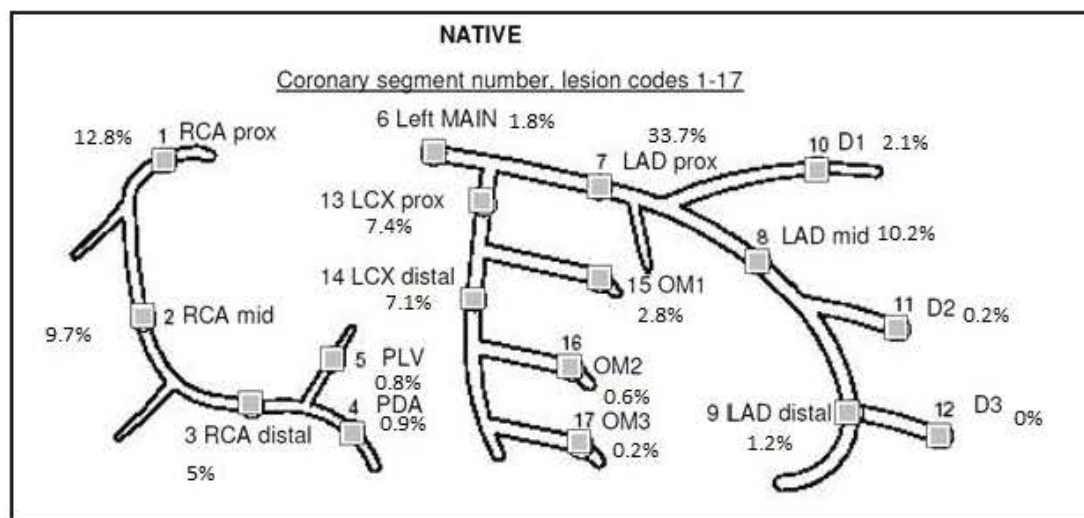 NATIVE
Coronary segment number, lesion codes 1-17
12.8% 1 RCA prox
6 Left MAIN 1.8%
33.7%
7 LAD prox
10 D1 2.1%
13 LCX prox
7.4%
8 LAD mid 10.2%
14 LCX distal
7.1%
15 OM1
2.8%
2 RCA mid
9.7%
11 D2 0.2%
5 PLV
0.8%
16
OM2
0.6%
4 PDA
0.9%
3 RCA distal
5%
17 OM3
0.2%
9 LAD distal
1.2%
12 D3 0%